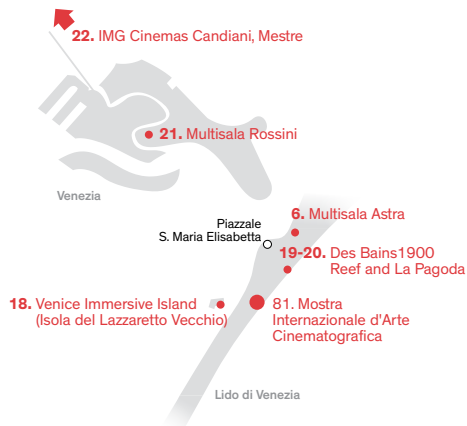 22. IMG Cinemas Candiani, Mestre
21. Multisala Rossini
Venezia
6. Multisala Astra
Piazzale
S. Maria Elisabetta
19-20. Des Bains1900
Reef and La Pagoda
18. Venice Immersive Island
(Isola del Lazzaretto Vecchio)
81. Mostra
Internazionale d'Arte
Cinematografica
Lido di Venezia